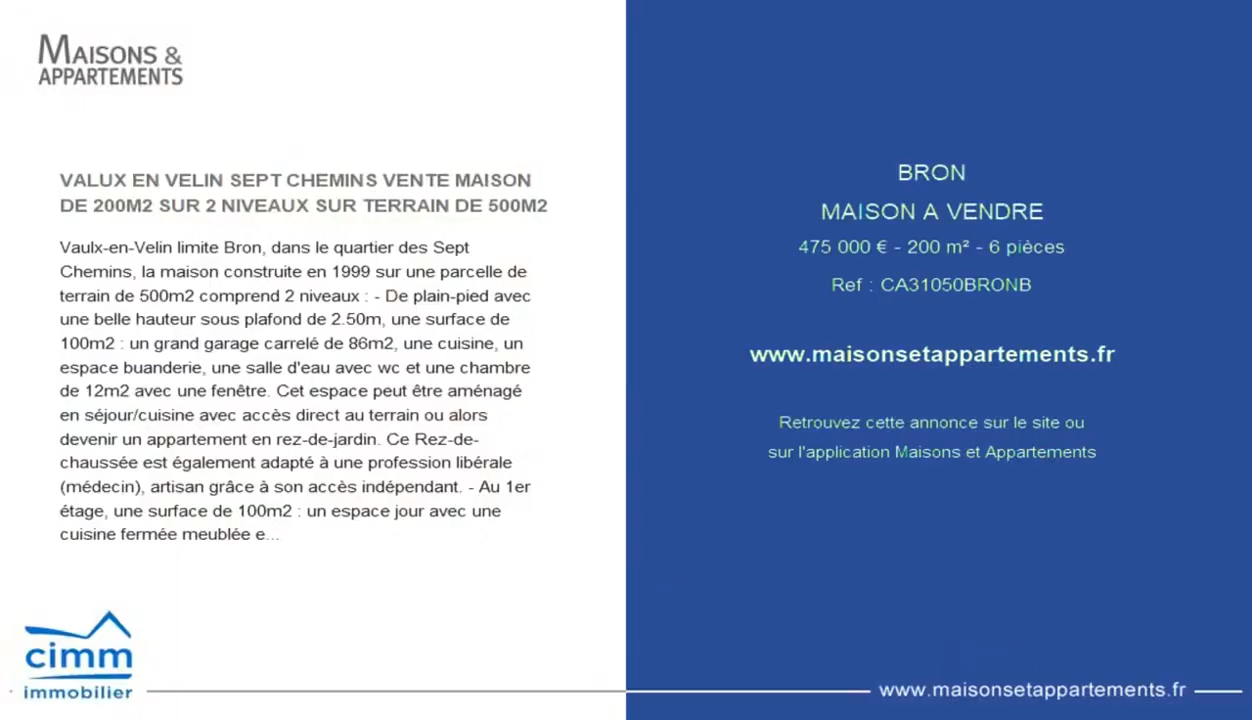 MAISONS &
APPARTEMENTS
VALUX EN VELIN SEPT CHEMINS VENTE MAISON
DE 200M2 SUR 2 NIVEAUX SUR TERRAIN DE 500M2
Vaulx-en-Velin limite Bron, dans le quartier des Sept
Chemins, la maison construite en 1999 sur une parcelle de
terrain de 500m2 comprend 2 niveaux : - De plain-pied avec
une belle hauteur sous plafond de 2.50m, une surface de
100m2 : un grand garage carrelé de 86m2, une cuisine, un
espace buanderie, une salle d'eau avec wc et une chambre
de 12m2 avec une fenêtre. Cet espace peut être aménagé
en séjour/cuisine avec accès direct au terrain ou alors
devenir un appartement en rez-de-jardin. Ce Rez-de-
chaussée est également adapté à une profession libérale
(médecin), artisan grâce à son accès indépendant. - Au 1er
étage, une surface de 100m2 : un espace jour avec une
cuisine fermée meublée e...
cimm
immobilier
BRON
MAISON A VENDRE
475 000 € - 200 m² - 6 pièces
Ref : CA31050BRONB
www.maisonsetappartements.fr
Retrouvez cette annonce sur le site ou
sur l'application Maisons et Appartements
www.maisonsetappartements.fr